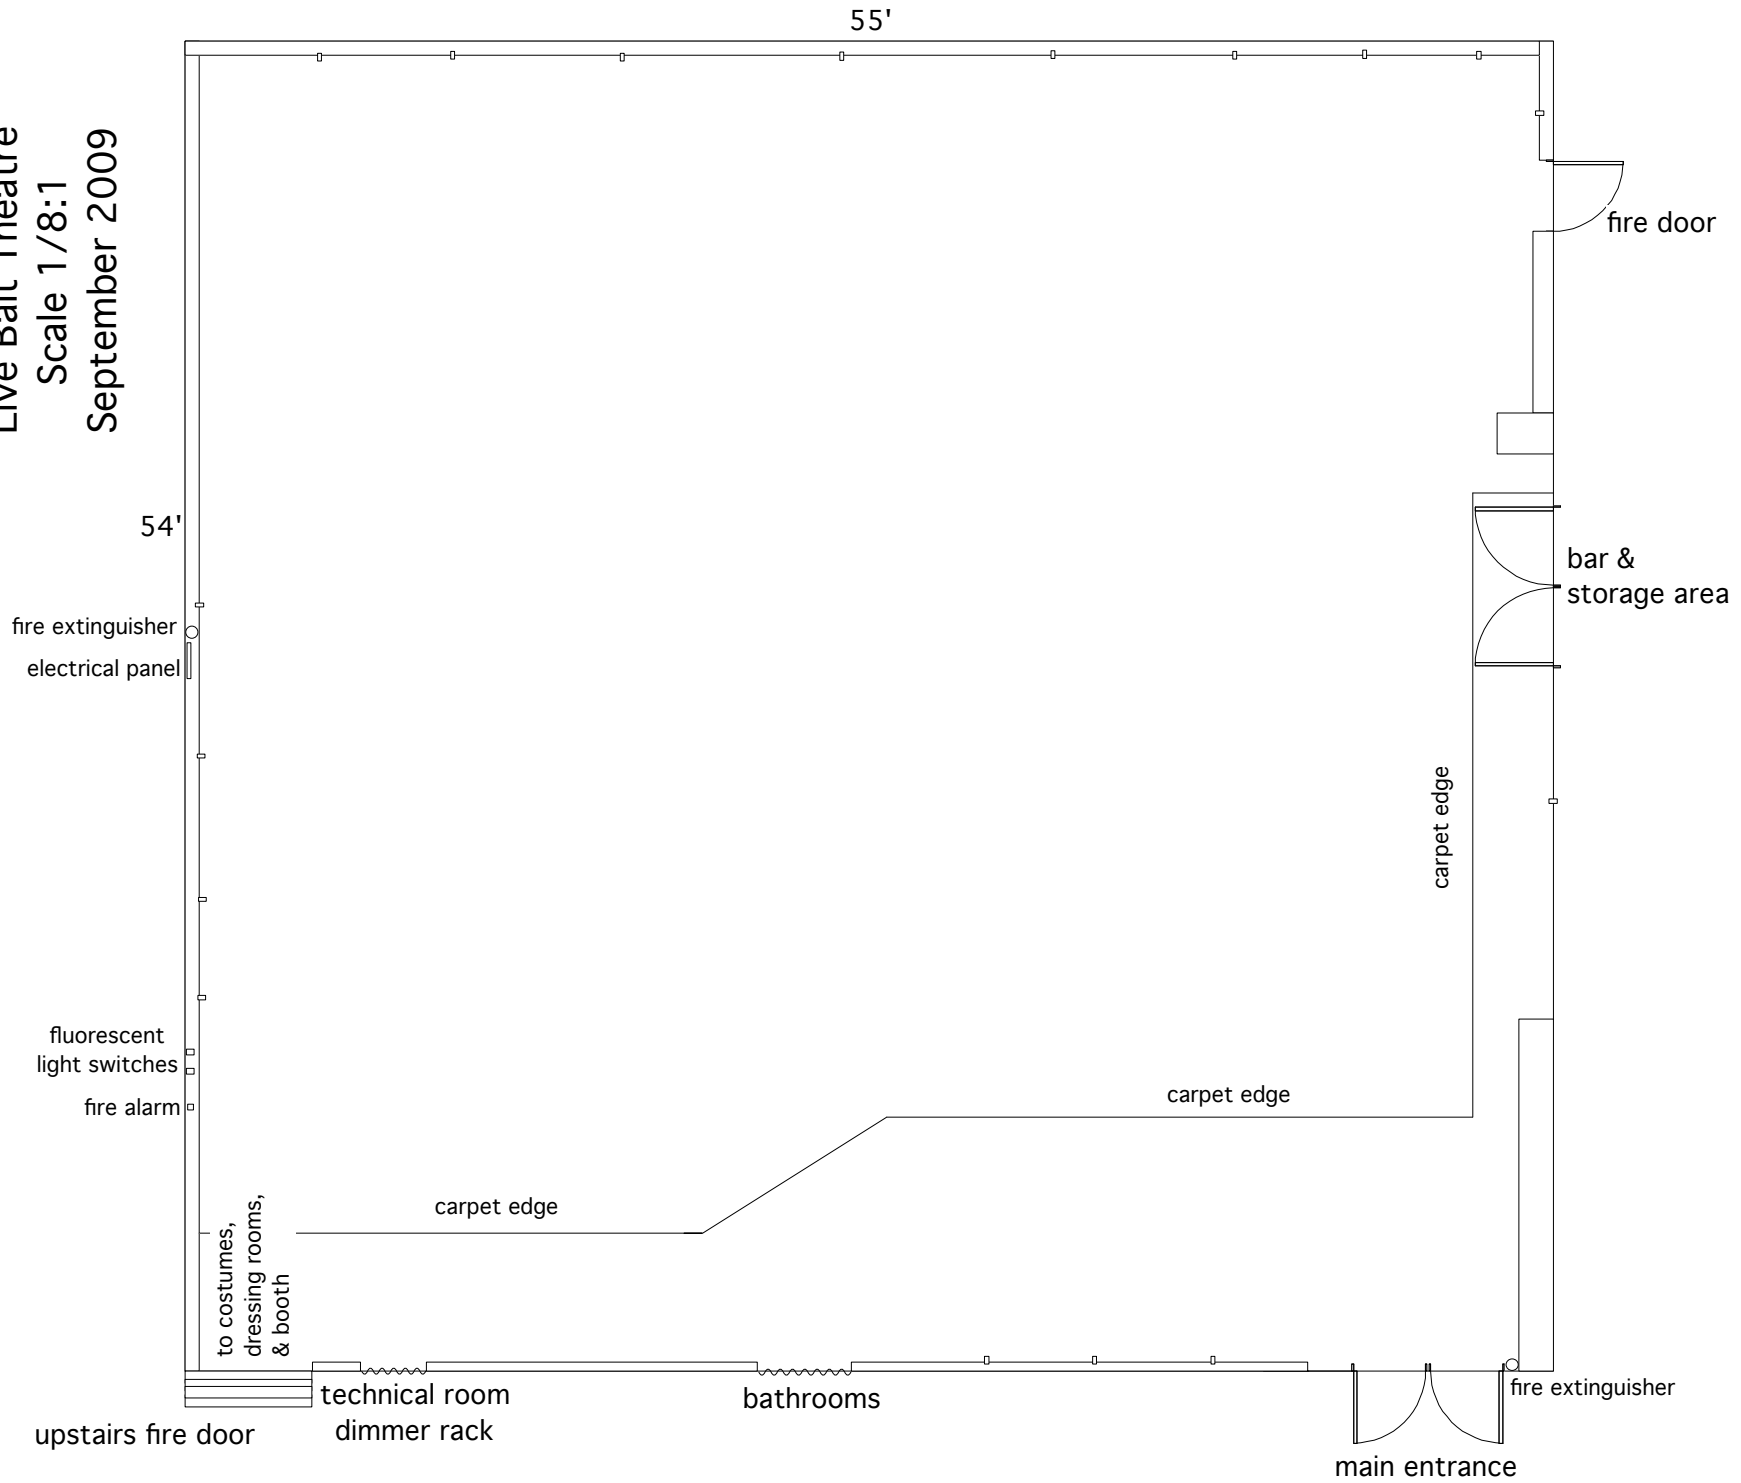 55'
Live Bait Theatre
Scale 1/8:1
September 2009
fire door
54'
bar &
storage area
fire extinguisher
electrical panel
carpet edge
fluorescent
light switches
fire alarm
carpet edge
carpet edge
to costumes,
dressing rooms,
& booth
technical room
dimmer rack
bathrooms
fire extinguisher
upstairs fire door
main entrance